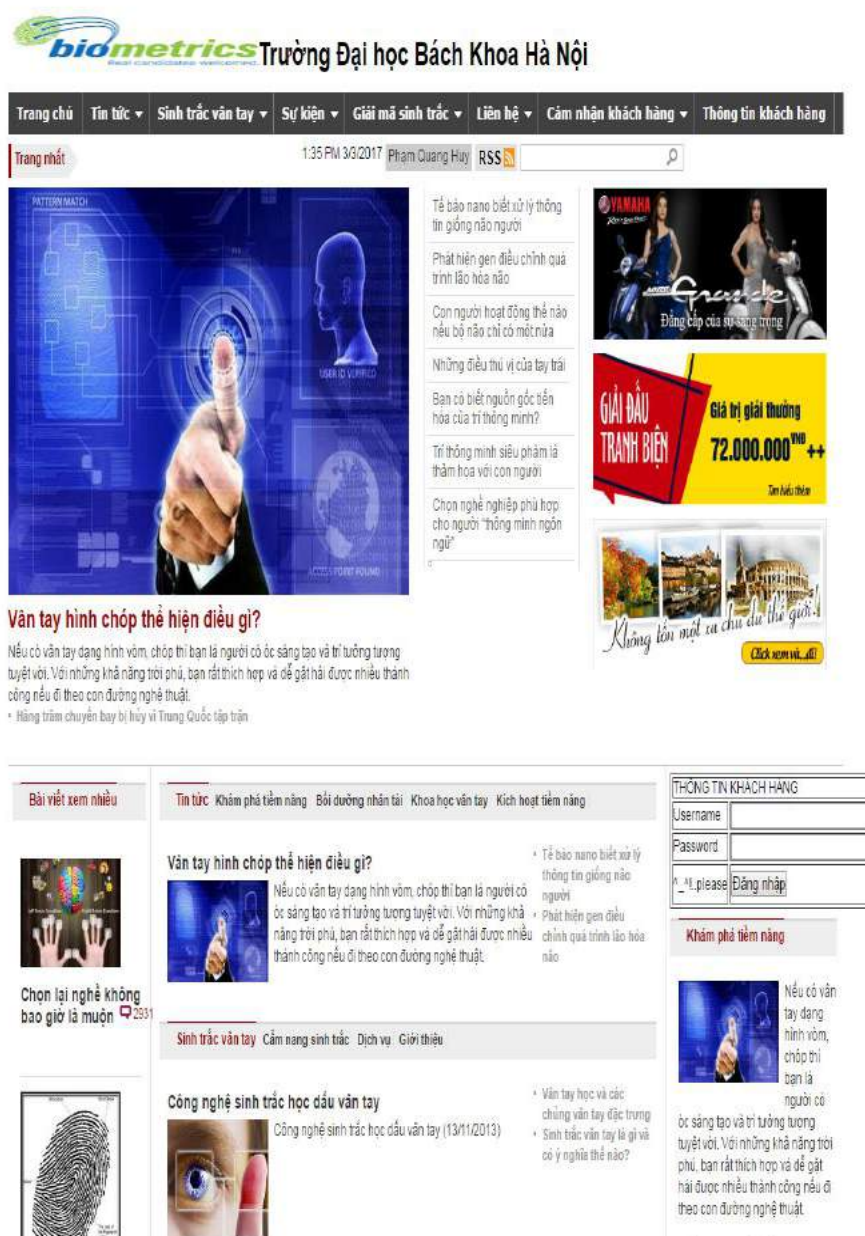 biometrics Trường Đại học Bách Khoa Hà Nội
Real candidates welcomed.
Trang chủ Tin tức Sinh trắc vân tay Sự kiện Giải mã sinh trắc Liên hệ Cảm nhận khách hàng Thông tin khách hàng
Trang nhất 1:35 PM 3/3/2017 Phạm Quang Huy RSS
PATTERN MATCH
USER ID VERIFIED
ACCESS POINT FOUND
Vân tay hình chóp thể hiện điều gì?
Nếu có vân tay dạng hình vòm, chóp thì bạn là người có óc sáng tạo và trí tưởng tượng
tuyệt vời. Với những khả năng trời phú, bạn rất thích hợp và dễ gặt hái được nhiều thành
công nếu đi theo con đường nghệ thuật.
Hàng trăm chuyến bay bị hủy vì Trung Quốc tập trận
Tế bào nano biết xử lý thông
tin giống não người
Phát hiện gen điều chỉnh quá
trình lão hóa não
Con người hoạt động thế nào
nếu bộ não chỉ có một nửa
Những điều thú vị của tay trái
Bạn có biết nguồn gốc tiến
hóa của trí thông minh?
Trí thông minh siêu phàm là
thảm họa với con người
Chọn nghề nghiệp phù hợp
cho người "thông minh ngôn
ngữ"
YAMAHA
Grande
Đẳng cấp của sự sang trọng
GIẢI ĐẤU
TRANH BIỆN
Giá trị giải thưởng
72.000.000 VNĐ ++
Tìm hiểu thêm
Không tốn một xu chu du thế giới!
Click xem và...đi!
Bài viết xem nhiều
Chọn lại nghề không
bao giờ là muộn 2931
Tin tức Khám phá tiềm năng Bồi dưỡng nhân tài Khoa học vân tay Kích hoạt tiềm năng
Vân tay hình chóp thể hiện điều gì?
Nếu có vân tay dạng hình vòm, chóp thì bạn là người có
óc sáng tạo và trí tưởng tượng tuyệt vời. Với những khả
năng trời phú, bạn rất thích hợp và dễ gặt hái được nhiều
thành công nếu đi theo con đường nghệ thuật.
Tế bào nano biết xử lý
thông tin giống não
người
Phát hiện gen điều
chỉnh quá trình lão hóa
não
Sinh trắc vân tay Cẩm nang sinh trắc Dịch vụ Giới thiệu
Công nghệ sinh trắc học dấu vân tay
Công nghệ sinh trắc học dấu vân tay (13/11/2013)
Vân tay học và các
chủng vân tay đặc trưng
Sinh trắc vân tay là gì và
có ý nghĩa thế nào?
THÔNG TIN KHÁCH HÀNG
Username
Password
^_^!..please Đăng nhập
Khám phá tiềm năng
Nếu có vân
tay dạng
hình vòm,
chóp thì
bạn là
người có
óc sáng tạo và trí tưởng tượng
tuyệt vời. Với những khả năng trời
phú, bạn rất thích hợp và dễ gặt
hái được nhiều thành công nếu đi
theo con đường nghệ thuật.